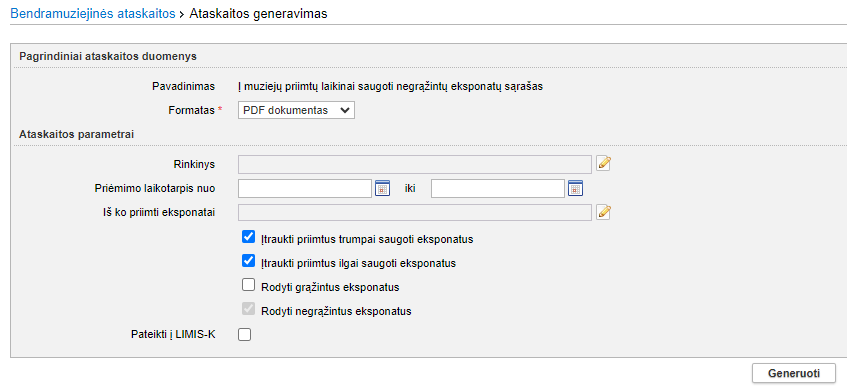 Bendramuziejinės ataskaitos > Ataskaitos generavimas
Pagrindiniai ataskaitos duomenys
Pavadinimas Į muziejų priimtų laikinai saugoti negrąžintų eksponatų sąrašas
Formatas * PDF dokumentas
Ataskaitos parametrai
Rinkinys
Priėmimo laikotarpis nuo iki
Iš ko priimti eksponatai
Įtraukti priimtus trumpai saugoti eksponatus
Įtraukti priimtus ilgai saugoti eksponatus
Rodyti grąžintus eksponatus
Rodyti negrąžintus eksponatus
Pateikti į LIMIS-K
Generuoti